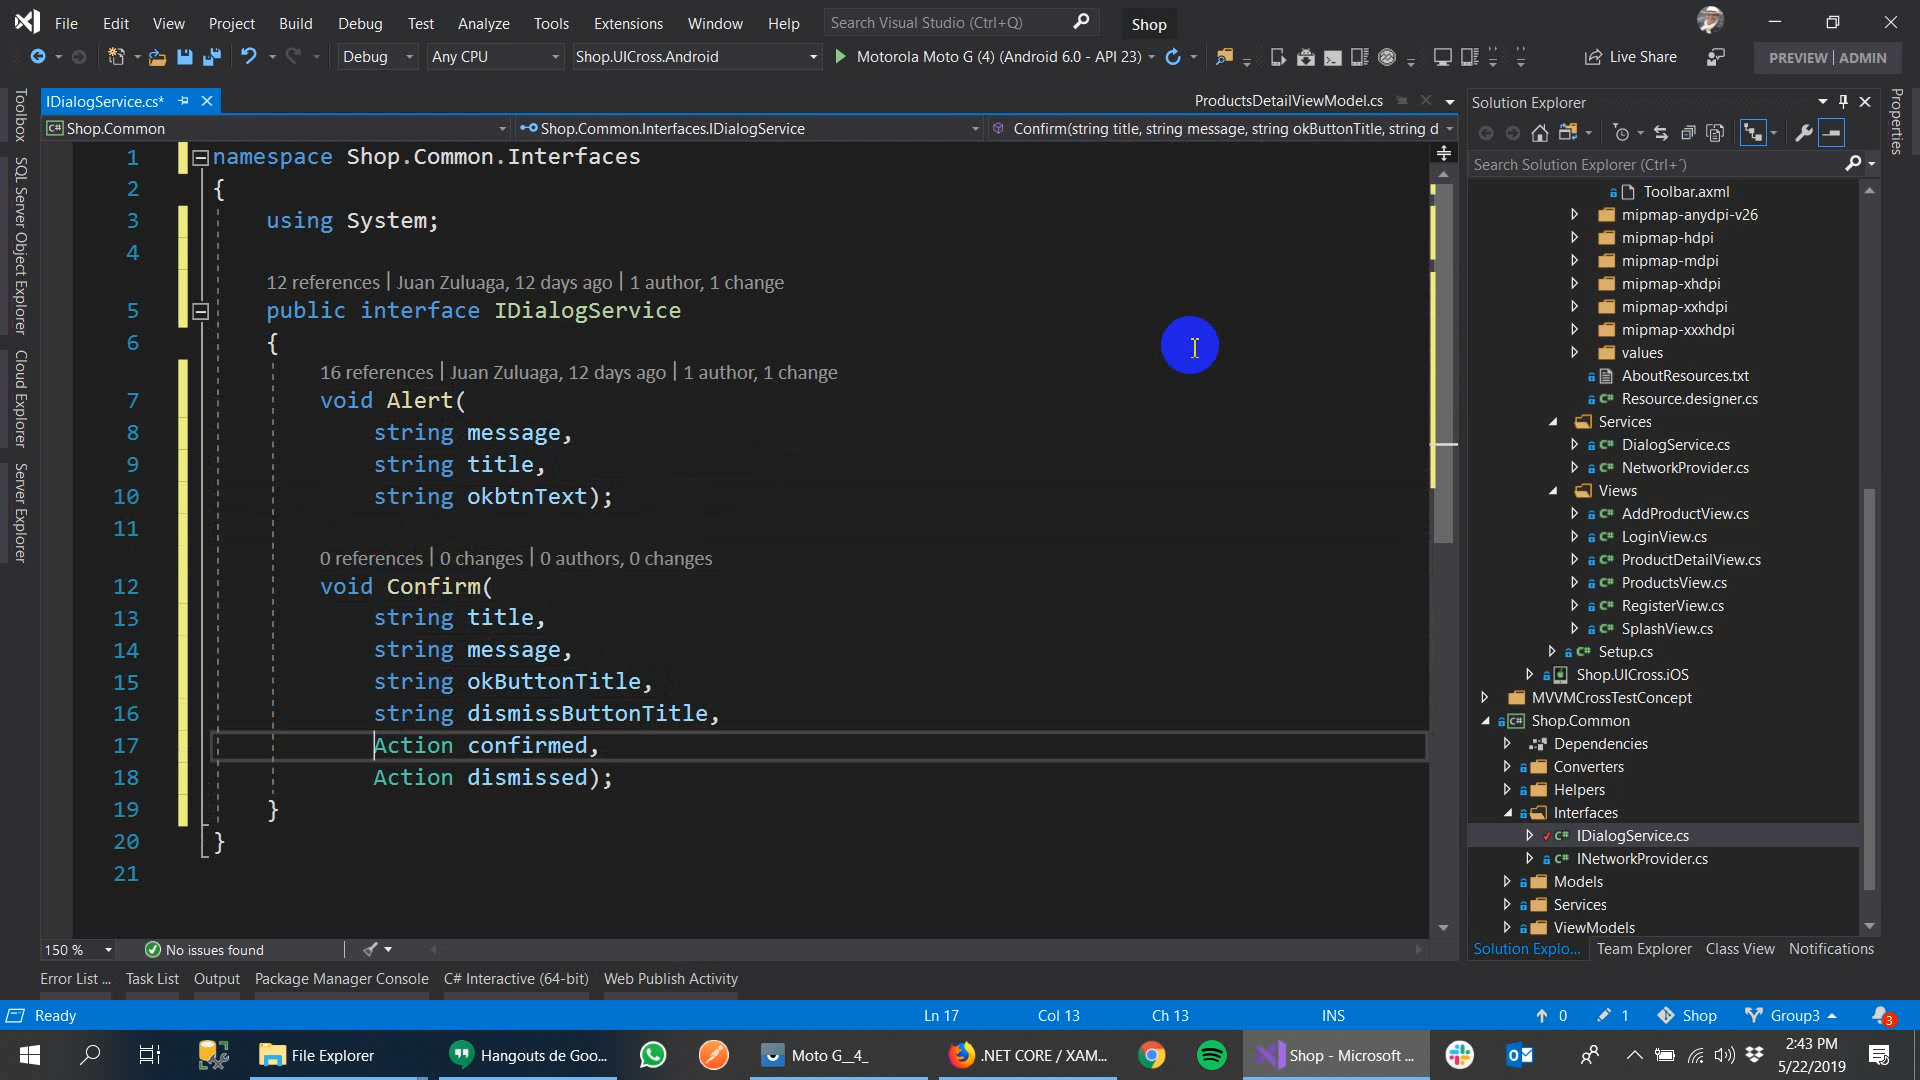 File Edit View Project Build Debug Test Analyze Tools Extensions Window Help Search Visual Studio (Ctrl+Q) Shop
Debug Any CPU Shop.UICross.Android Motorola Moto G (4) (Android 6.0 - API 23) Live Share PREVIEW | ADMIN
Toolbox
SQL Server Object Explorer
Cloud Explorer
Server Explorer
IDialogService.cs* ProductsDetailViewModel.cs
Shop.Common Shop.Common.Interfaces.IDialogService Confirm(string title, string message, string okButtonTitle, string d
1 namespace Shop.Common.Interfaces
2 {
3 using System;
4
12 references | Juan Zuluaga, 12 days ago | 1 author, 1 change
5 public interface IDialogService
6 {
16 references | Juan Zuluaga, 12 days ago | 1 author, 1 change
7 void Alert(
8 string message,
9 string title,
10 string okbtnText);
11
0 references | 0 changes | 0 authors, 0 changes
12 void Confirm(
13 string title,
14 string message,
15 string okButtonTitle,
16 string dismissButtonTitle,
17 Action confirmed,
18 Action dismissed);
19 }
20 }
21
150 % No issues found
Solution Explorer
Search Solution Explorer (Ctrl+¨)
Toolbar.axml
mipmap-anydpi-v26
mipmap-hdpi
mipmap-mdpi
mipmap-xhdpi
mipmap-xxhdpi
mipmap-xxxhdpi
values
AboutResources.txt
Resource.designer.cs
Services
DialogService.cs
NetworkProvider.cs
Views
AddProductView.cs
LoginView.cs
ProductDetailView.cs
ProductsView.cs
RegisterView.cs
SplashView.cs
Setup.cs
Shop.UICross.iOS
MVVMCrossTestConcept
Shop.Common
Dependencies
Converters
Helpers
Interfaces
IDialogService.cs
INetworkProvider.cs
Models
Services
ViewModels
Solution Explo... Team Explorer Class View Notifications
Properties
Error List ... Task List Output Package Manager Console C# Interactive (64-bit) Web Publish Activity
Ready Ln 17 Col 13 Ch 13 INS 0 1 Shop Group3 3
File Explorer Hangouts de Goo... Moto G__4_ .NET CORE / XAM... Shop - Microsoft ... 2:43 PM
5/22/2019